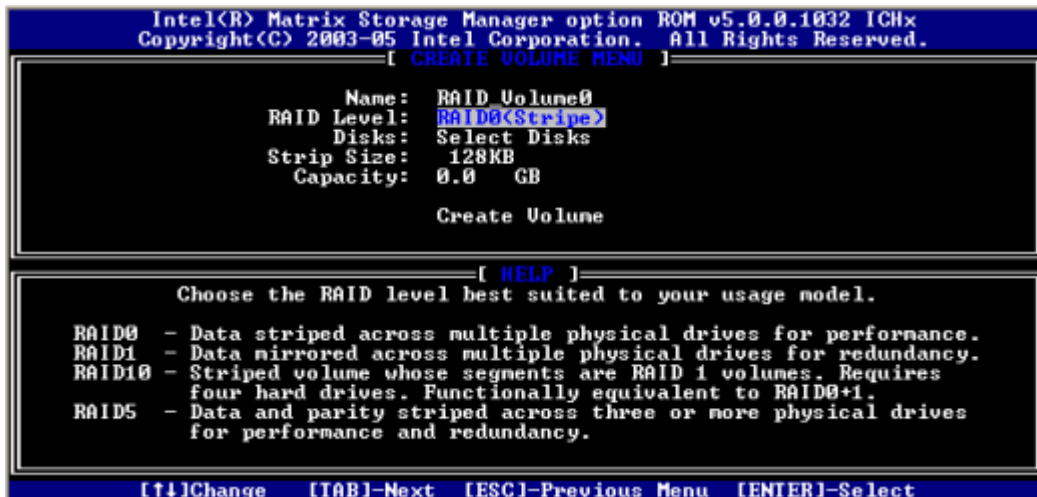 Intel(R) Matrix Storage Manager option ROM v5.0.0.1032 ICHx
Copyright(C) 2003-05 Intel Corporation. All Rights Reserved.
[ CREATE VOLUME MENU ]
Name: RAID_Volume0
RAID Level: RAID0(Stripe)
Disks: Select Disks
Strip Size: 128KB
Capacity: 0.0 GB
Create Volume
[ HELP ]
Choose the RAID level best suited to your usage model.
RAID0 - Data striped across multiple physical drives for performance.
RAID1 - Data mirrored across multiple physical drives for redundancy.
RAID10 - Striped volume whose segments are RAID 1 volumes. Requires
four hard drives. Functionally equivalent to RAID0+1.
RAID5 - Data and parity striped across three or more physical drives
for performance and redundancy.
[↑↓]Change [TAB]-Next [ESC]-Previous Menu [ENTER]-Select